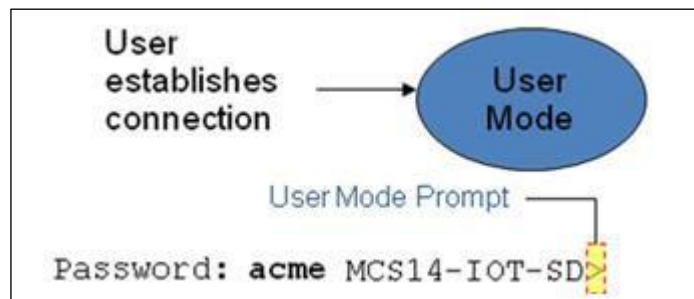 User
establishes
connection
User
Mode
User Mode Prompt
Password: acme MCS14-IOT-SD>